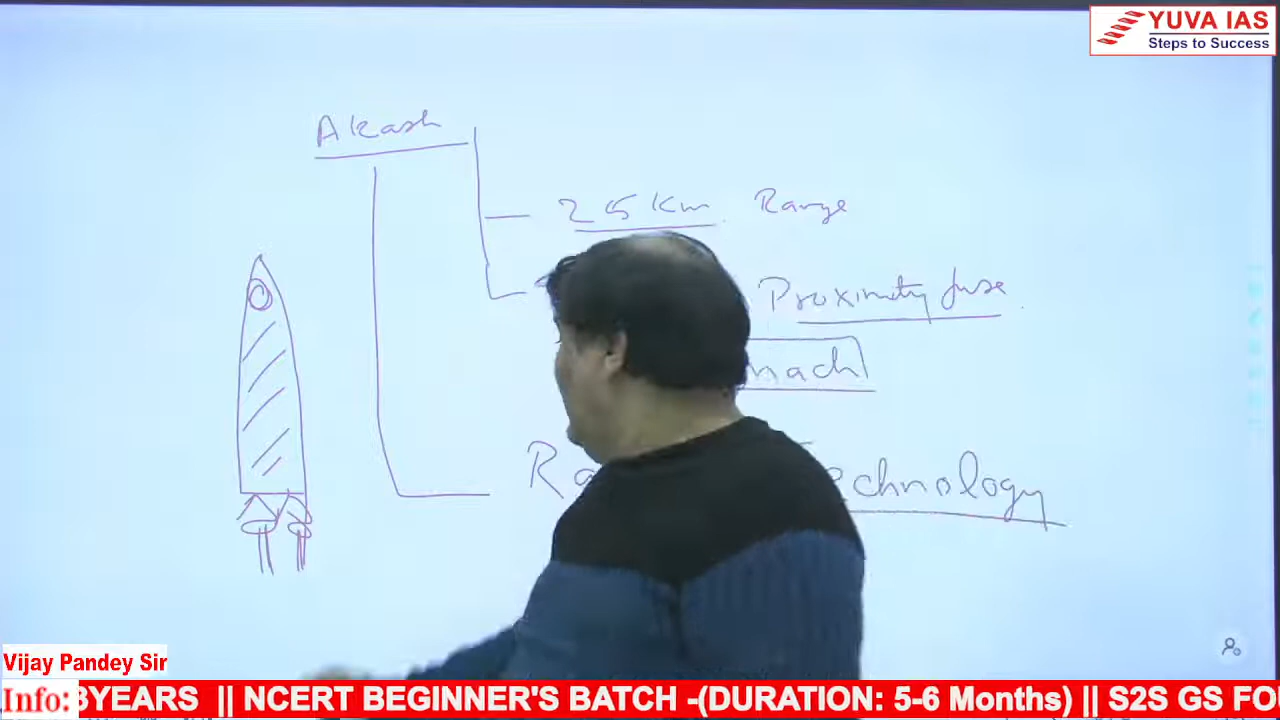 YUVA IAS
Steps to Success
Akash
25 Km Range
Proximity fuse
mach
Ra echnology
Vijay Pandey Sir
Info: 3YEARS || NCERT BEGINNER'S BATCH -(DURATION: 5-6 Months) || S2S GS FO